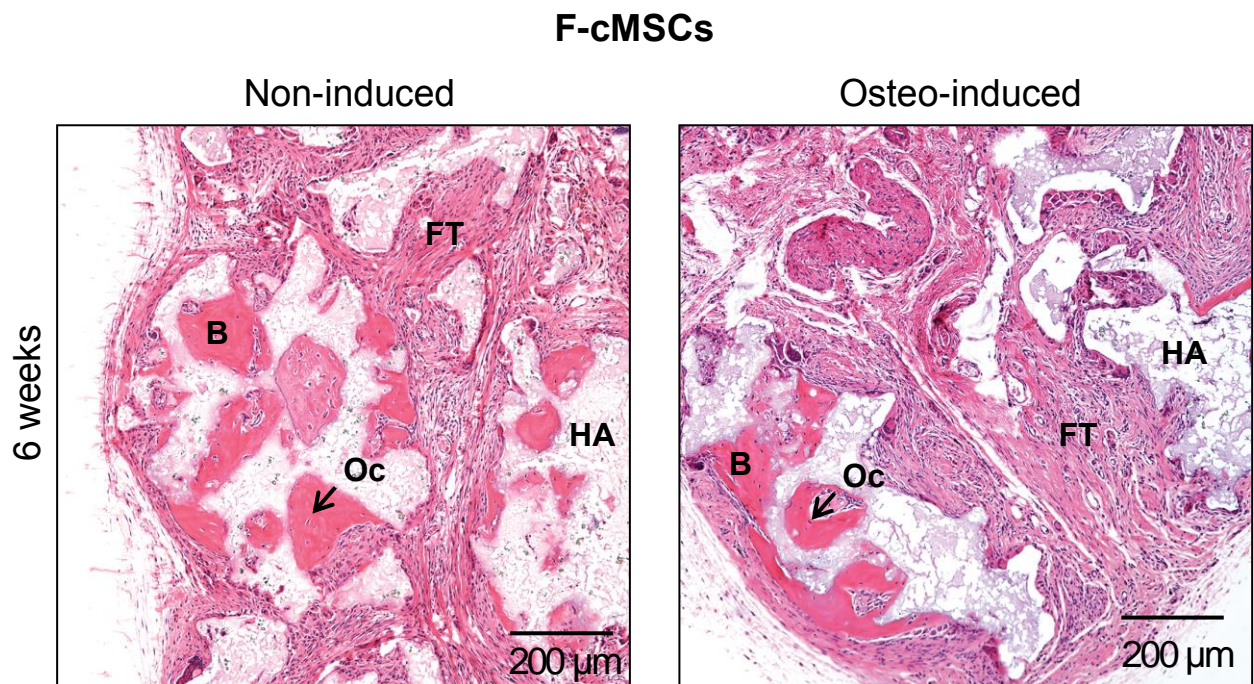 F-cMSCs
Non-induced
Osteo-induced
6 weeks
FT
B
HA
Oc
200 µm
HA
FT
B
Oc
200 µm